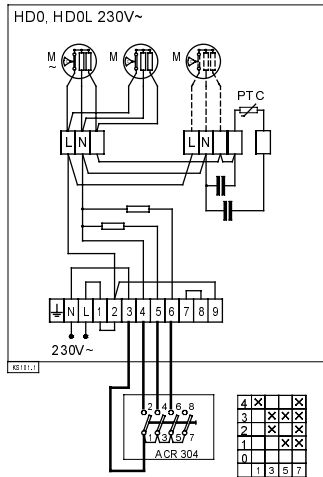 HD0, HD0L 230V~
M ~ M M
PTC
L N L N
N L 1 2 3 4 5 6 7 8 9
230V~
KS101.1
2 4 6 8
1 3 5 7
ACR 304
4 X X
3 X X X
2 X X
1 X X
0
1 3 5 7